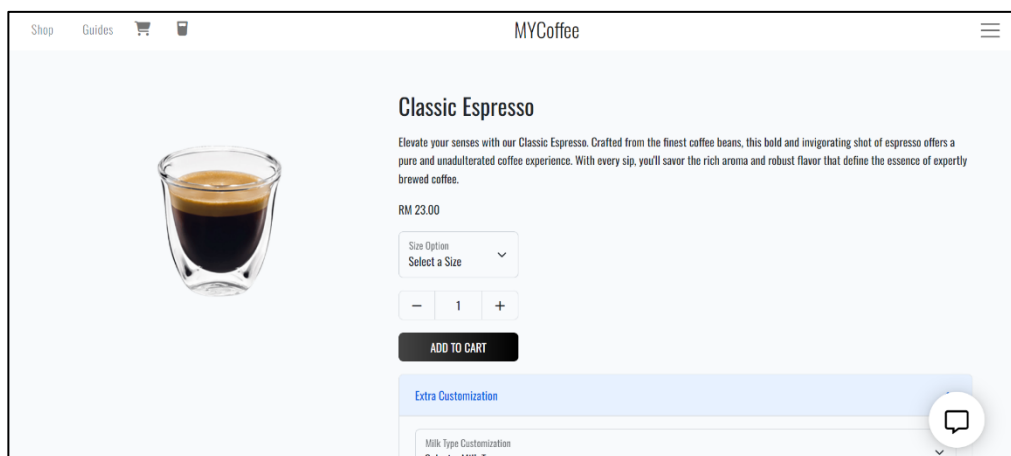 Shop Guides MYCoffee
Classic Espresso
Elevate your senses with our Classic Espresso. Crafted from the finest coffee beans, this bold and invigorating shot of espresso offers a
pure and unadulterated coffee experience. With every sip, you'll savor the rich aroma and robust flavor that define the essence of expertly
brewed coffee.
RM 23.00
Size Option
Select a Size
− 1 +
ADD TO CART
Extra Customization
Milk Type Customization